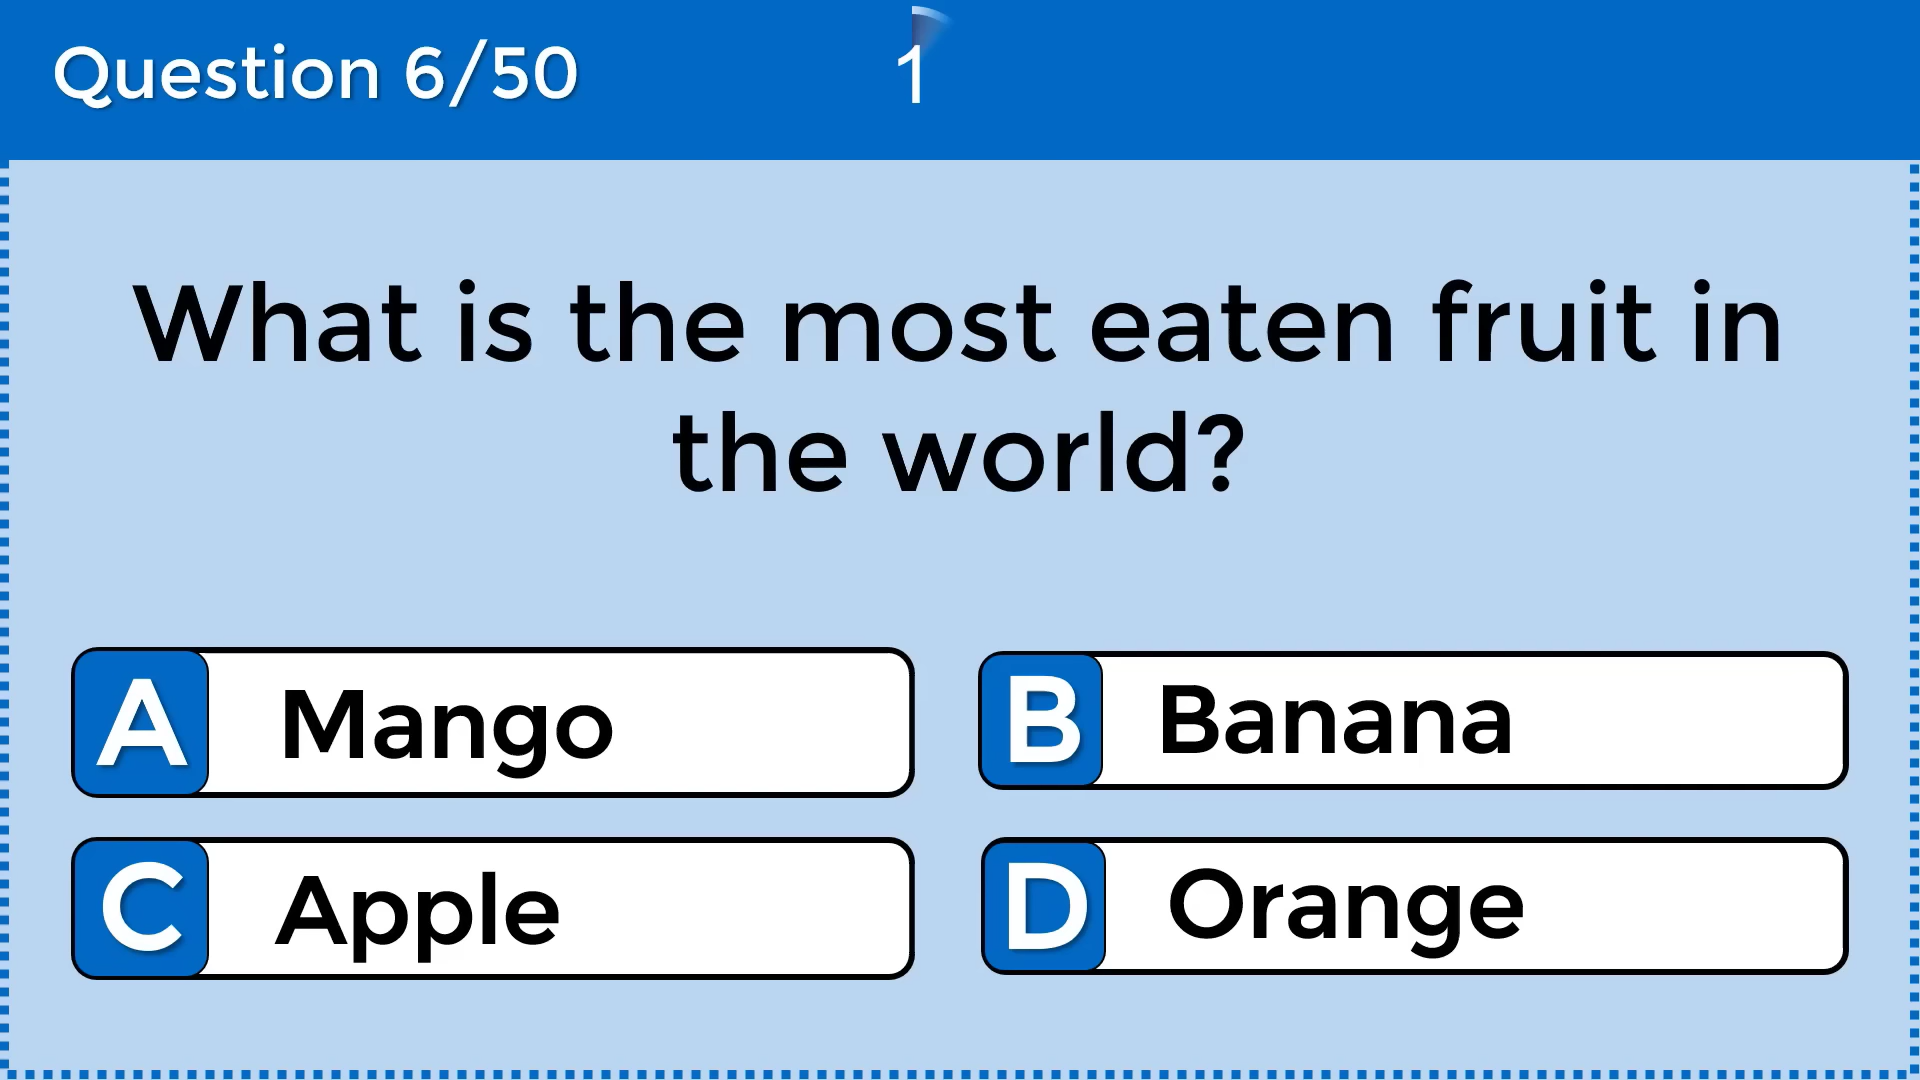 Question 6/50
1
What is the most eaten fruit in
the world?
A Mango
B Banana
C Apple
D Orange